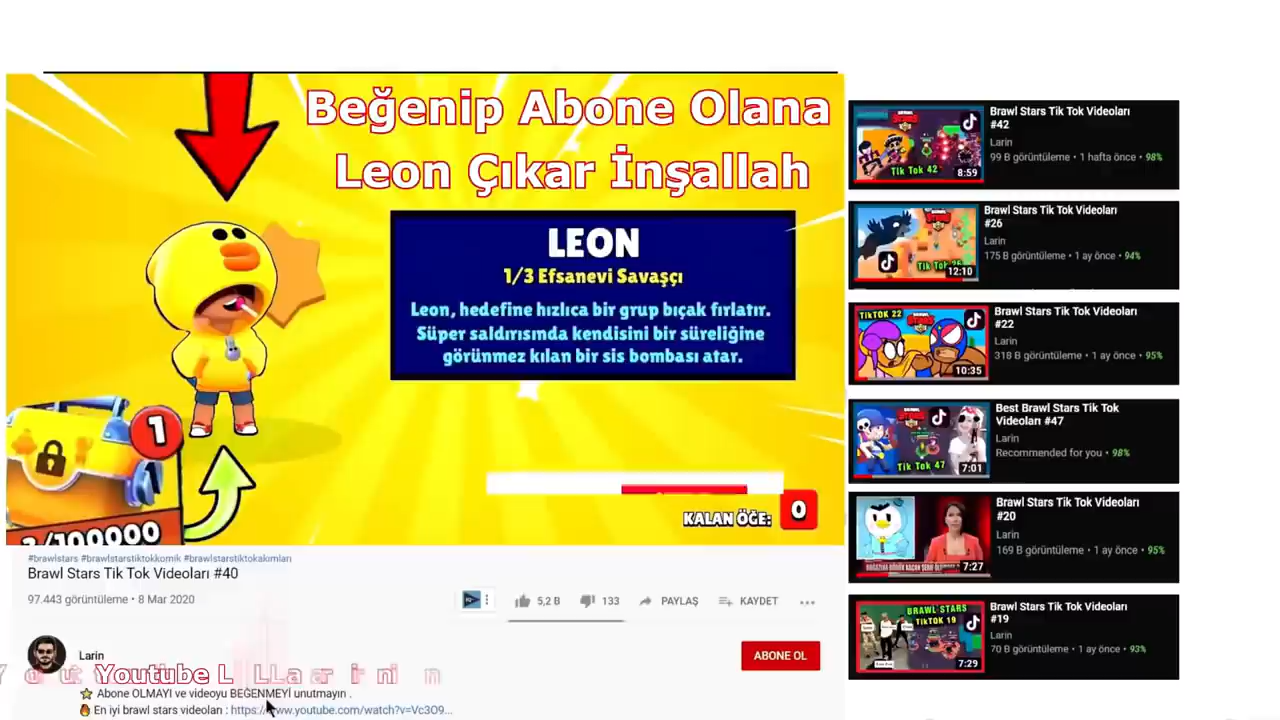 Beğenip Abone Olana
Leon Çıkar İnşallah
LEON
1/3 Efsanevi Savaşçı
Leon, hedefine hızlıca bir grup bıçak fırlatır.
Süper saldırısında kendisini bir süreliğine
görünmez kılan bir sis bombası atar.
1
KALAN ÖĞE: 0
#brawlstars #brawlstarstiktokkomik #brawlstarstiktokakımları
Brawl Stars Tik Tok Videoları #40
97.443 görüntüleme • 8 Mar 2020
5,2 B
133
PAYLAŞ
KAYDET
Larin
ABONE OL
Abone OLMAYI ve videoyu BEĞENMEYİ unutmayın .
En iyi brawl stars videoları :
Brawl Stars Tik Tok Videoları
#42
Larin
99 B görüntüleme • 1 hafta önce • 98%
Tik Tok 42
8:59
Brawl Stars Tik Tok Videoları
#26
Larin
175 B görüntüleme • 1 ay önce • 94%
12:10
Brawl Stars Tik Tok Videoları
#22
Larin
318 B görüntüleme • 1 ay önce • 95%
TikTOK 22
10:35
Best Brawl Stars Tik Tok
Videoları #47
Larin
Recommended for you • 98%
Tik Tok 47
7:01
Brawl Stars Tik Tok Videoları
#20
Larin
169 B görüntüleme • 1 ay önce • 95%
7:27
Brawl Stars Tik Tok Videoları
#19
Larin
70 B görüntüleme • 1 ay önce • 93%
BRAWL STARS
TikTOK 19
7:29